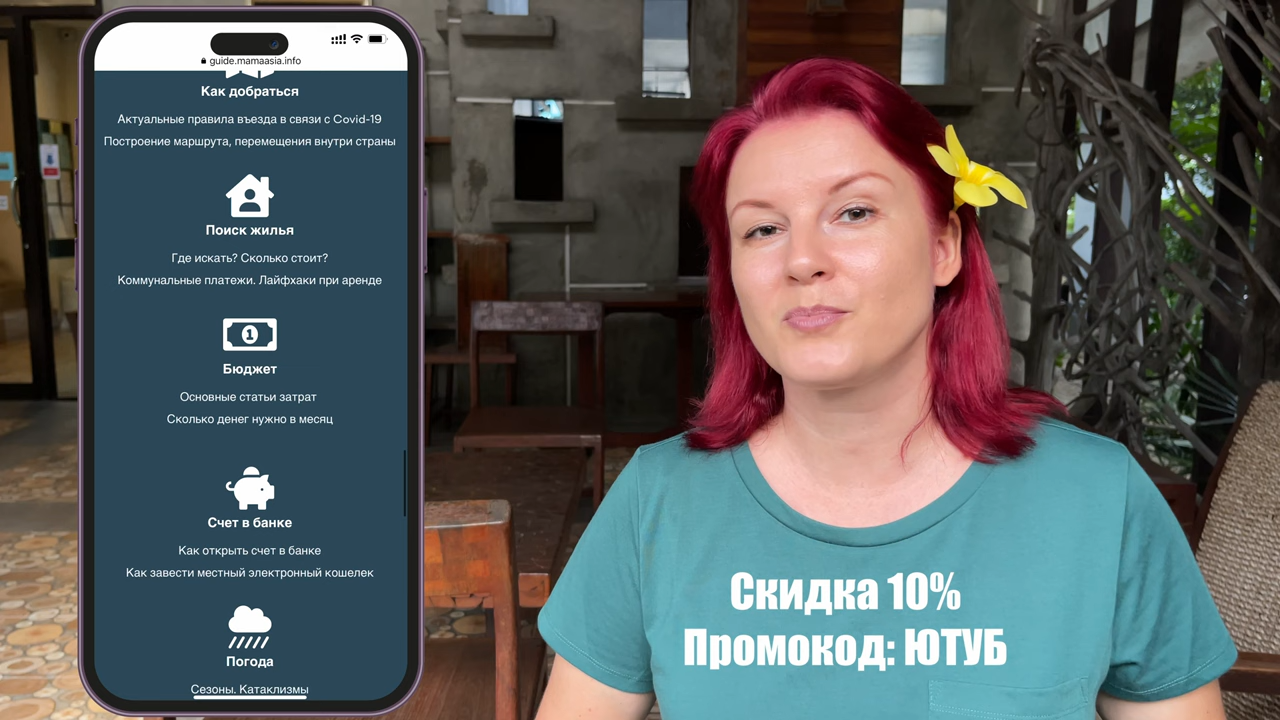 guide.mamaasia.info
Как добраться
Актуальные правила въезда в связи с Covid-19
Построение маршрута, перемещения внутри страны
Поиск жилья
Где искать? Сколько стоит?
Коммунальные платежи. Лайфхаки при аренде
1
Бюджет
Основные статьи затрат
Сколько денег нужно в месяц
Счет в банке
Как открыть счет в банке
Как завести местный электронный кошелек
Погода
Сезоны. Катаклизмы
Скидка 10%
Промокод: ЮТУБ